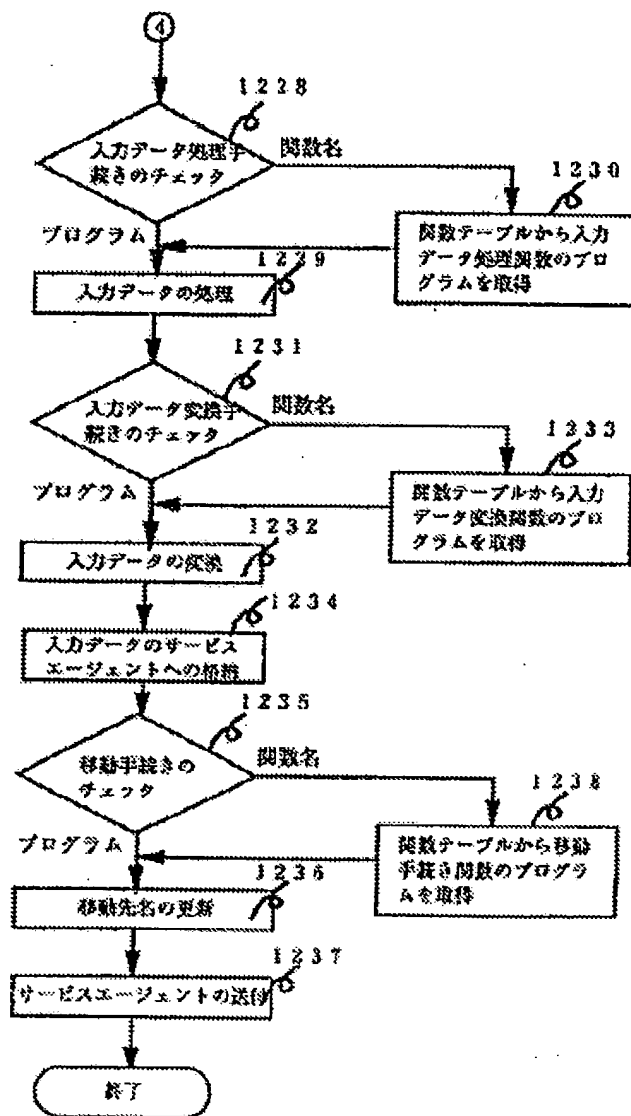 ④
1228
入力データ処理手
続きのチェック
関数名
1230
プログラム
関数テーブルから入力
データ処理関数のプロ
グラムを取得
1229
入力データの処理
1231
入力データ変換手
続きのチェック
関数名
1233
プログラム
関数テーブルから入力
データ変換関数のプロ
グラムを取得
1232
入力データの変換
1234
入力データのサービス
エージェントへの格納
1235
移動手続きの
チェック
関数名
1238
プログラム
関数テーブルから移動
手続き関数のプログラ
ムを取得
1236
移動先名の更新
1237
サービスエージェントの送付
終了